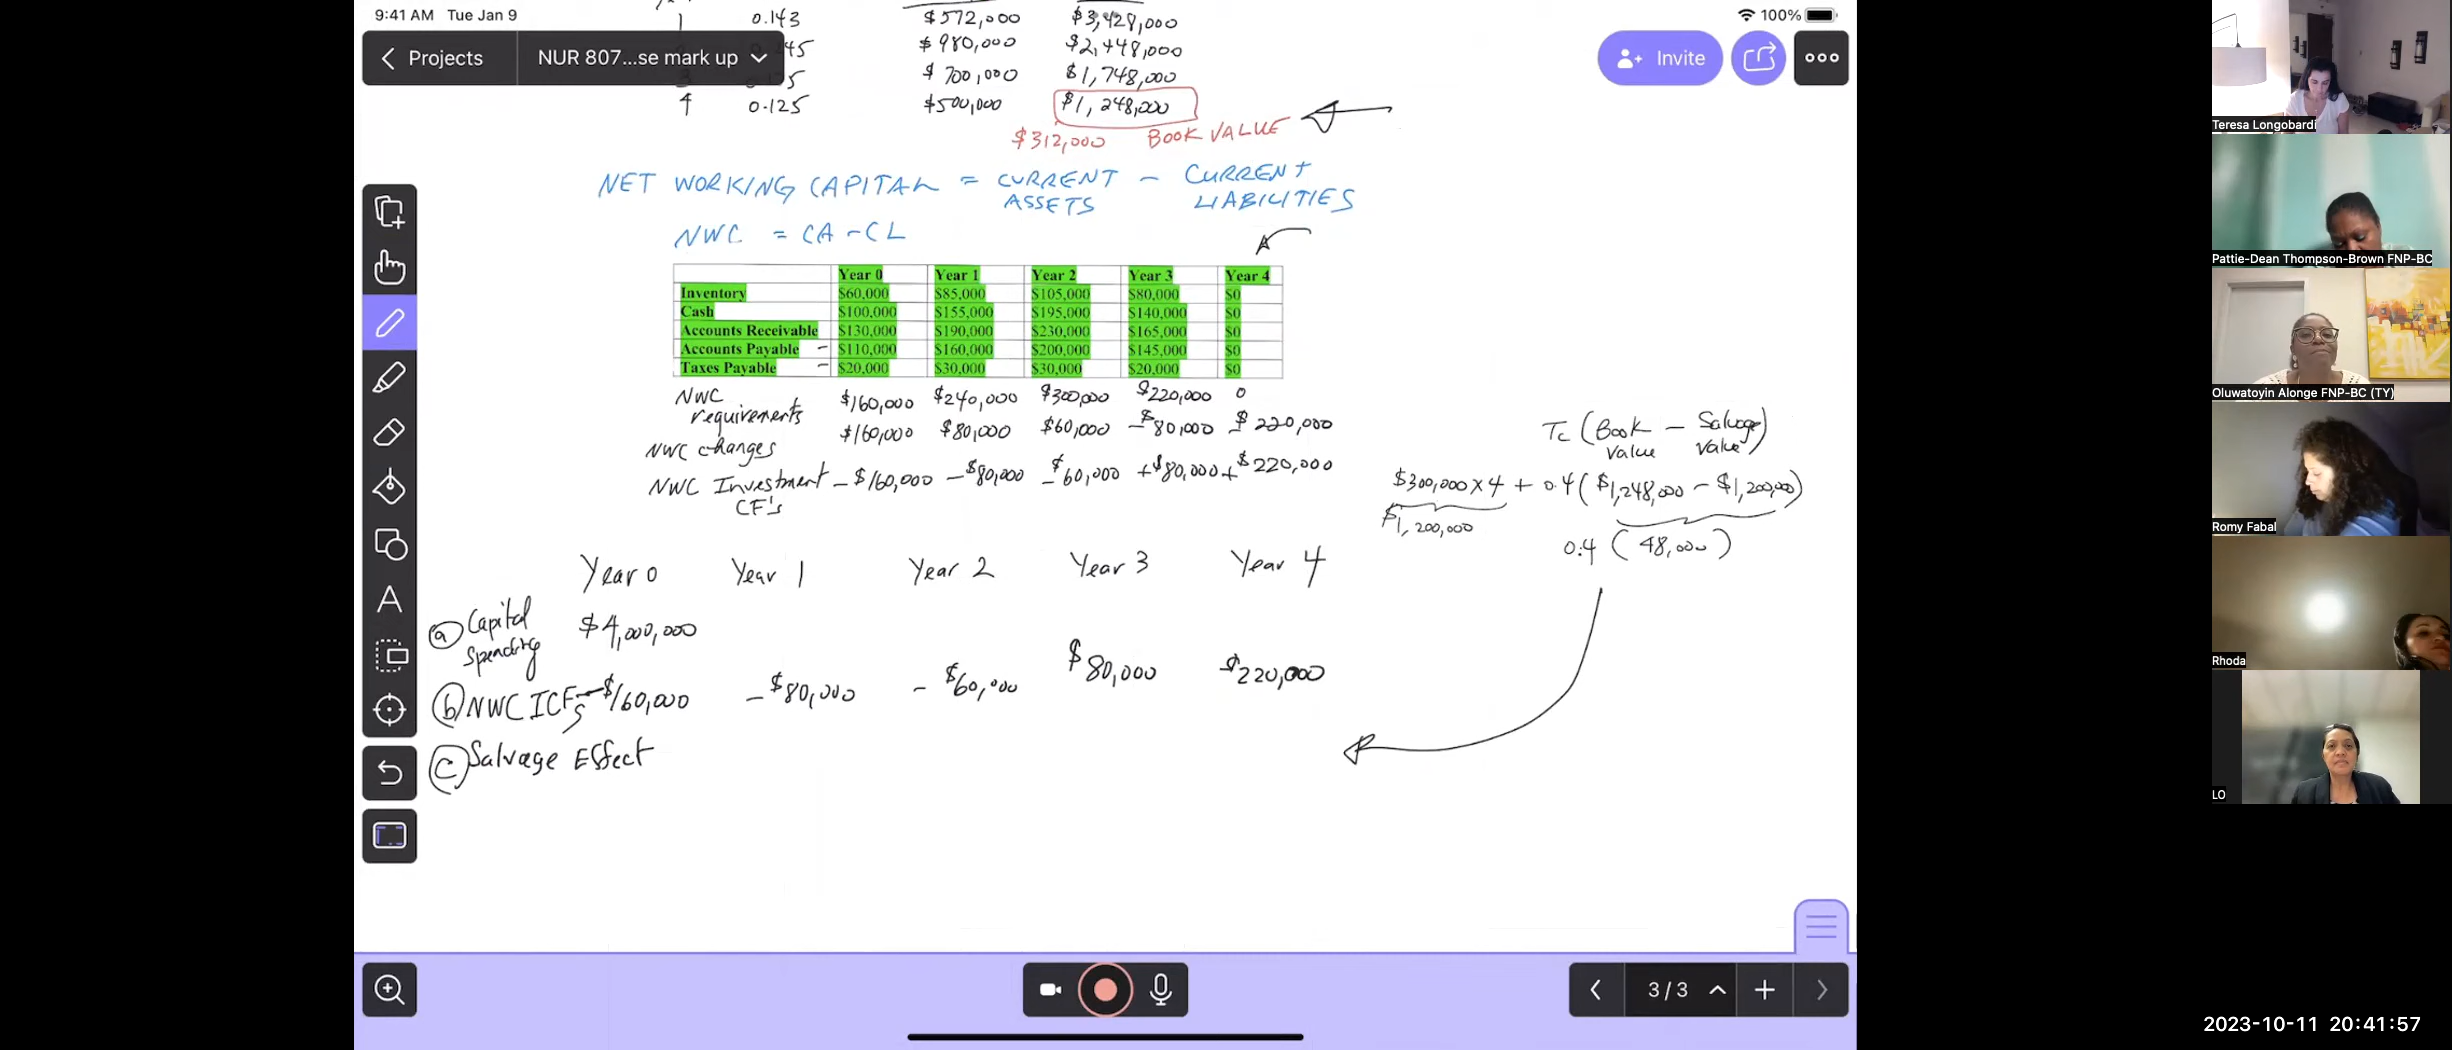 9:41 AM Tue Jan 9
100%
1 0.143 $572,000 $3,428,000
Projects
NUR 807...se mark up
Invite
45 $980,000 $2,448,000
$700,000 $1,748,000
4 0.125 $500,000 $1,248,000
$312,000 BOOK VALUE
NET WORKING CAPITAL = CURRENT ASSETS - CURRENT LIABILITIES
NWC = CA - CL
Year 0 Year 1 Year 2 Year 3 Year 4
Inventory $60,000 $85,000 $105,000 $80,000 $0
Cash $100,000 $155,000 $195,000 $140,000 $0
Accounts Receivable $130,000 $190,000 $230,000 $165,000 $0
Accounts Payable - $110,000 $160,000 $200,000 $145,000 $0
Taxes Payable - $20,000 $30,000 $30,000 $20,000 $0
NWC requirements $160,000 $240,000 $300,000 $220,000 0
NWC changes $160,000 $80,000 $60,000 -$80,000 -$220,000
NWC Investment CF's -$160,000 -$80,000 -$60,000 +$80,000 +$220,000
Tc (Book Value - Salvage Value)
$300,000 x 4 + 0.4 ($1,248,000 - $1,200,000)
$1,200,000
0.4 (48,000)
Year 0 Year 1 Year 2 Year 3 Year 4
(a) Capital Spending $4,000,000
(b) NWC ICFs -$160,000 -$80,000 -$60,000 $80,000 $220,000
(c) Salvage Effect
A
3/3
Teresa Longobardi
Pattie-Dean Thompson-Brown FNP-BC
Oluwatoyin Alonge FNP-BC (TY)
Romy Fabal
Rhoda
LO
2023-10-11 20:41:57